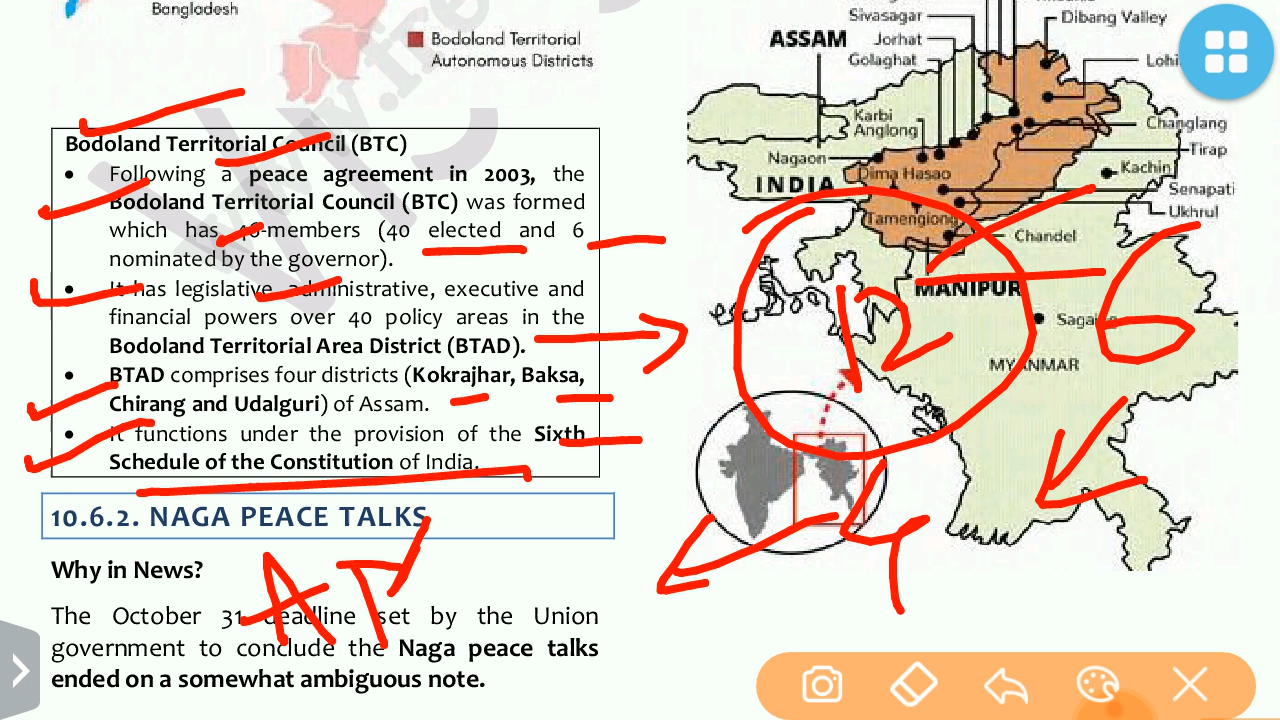 Bangladesh
Bodoland Territorial
Autonomous Districts
Bodoland Territorial Council (BTC)
• Following a peace agreement in 2003, the
Bodoland Territorial Council (BTC) was formed
which has 46-members (40 elected and 6
nominated by the governor).
• It has legislative, administrative, executive and
financial powers over 40 policy areas in the
Bodoland Territorial Area District (BTAD).
• BTAD comprises four districts (Kokrajhar, Baksa,
Chirang and Udalguri) of Assam.
• It functions under the provision of the Sixth
Schedule of the Constitution of India.
10.6.2. NAGA PEACE TALKS
Why in News?
The October 31 deadline set by the Union
government to conclude the Naga peace talks
ended on a somewhat ambiguous note.
Sivasagar
Dibang Valley
ASSAM
Jorhat
Golaghat
Karbi
Anglong
Changlang
Tirap
Nagaon
Kachin
Dima Hasao
INDIA
Senapati
Ukhrul
Tamenglong
Chandel
MANIPUR
MYANMAR
12
6